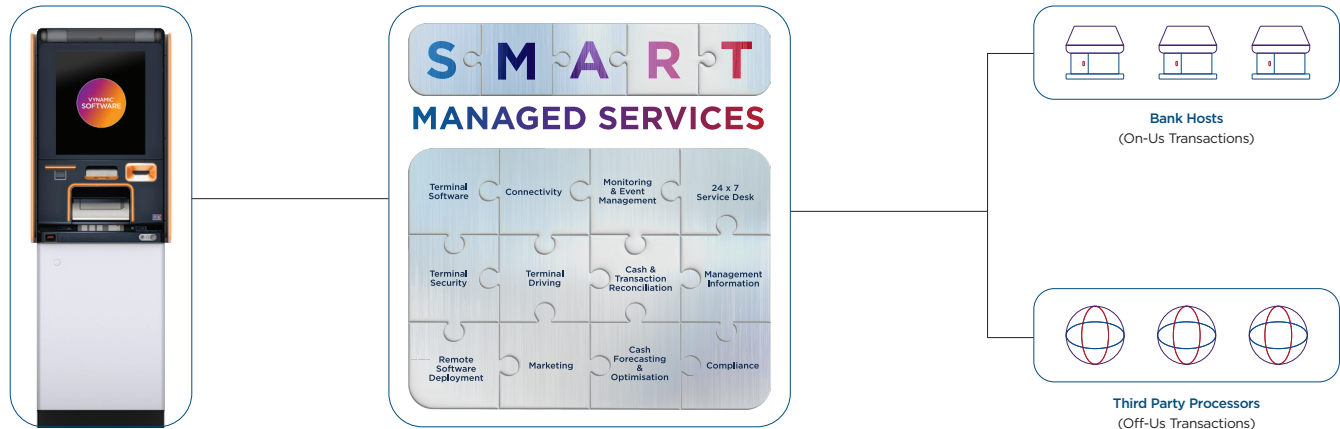 VYNAMIC
SOFTWARE
SMART
MANAGED SERVICES
Terminal
Software
Connectivity
Monitoring
& Event
Management
24 x 7
Service Desk
Terminal
Security
Terminal
Driving
Cash &
Transaction
Reconciliation
Management
Information
Remote
Software
Deployment
Marketing
Cash
Forecasting
&
Optimisation
Compliance
Bank Hosts
(On-Us Transactions)
Third Party Processors
(Off-Us Transactions)